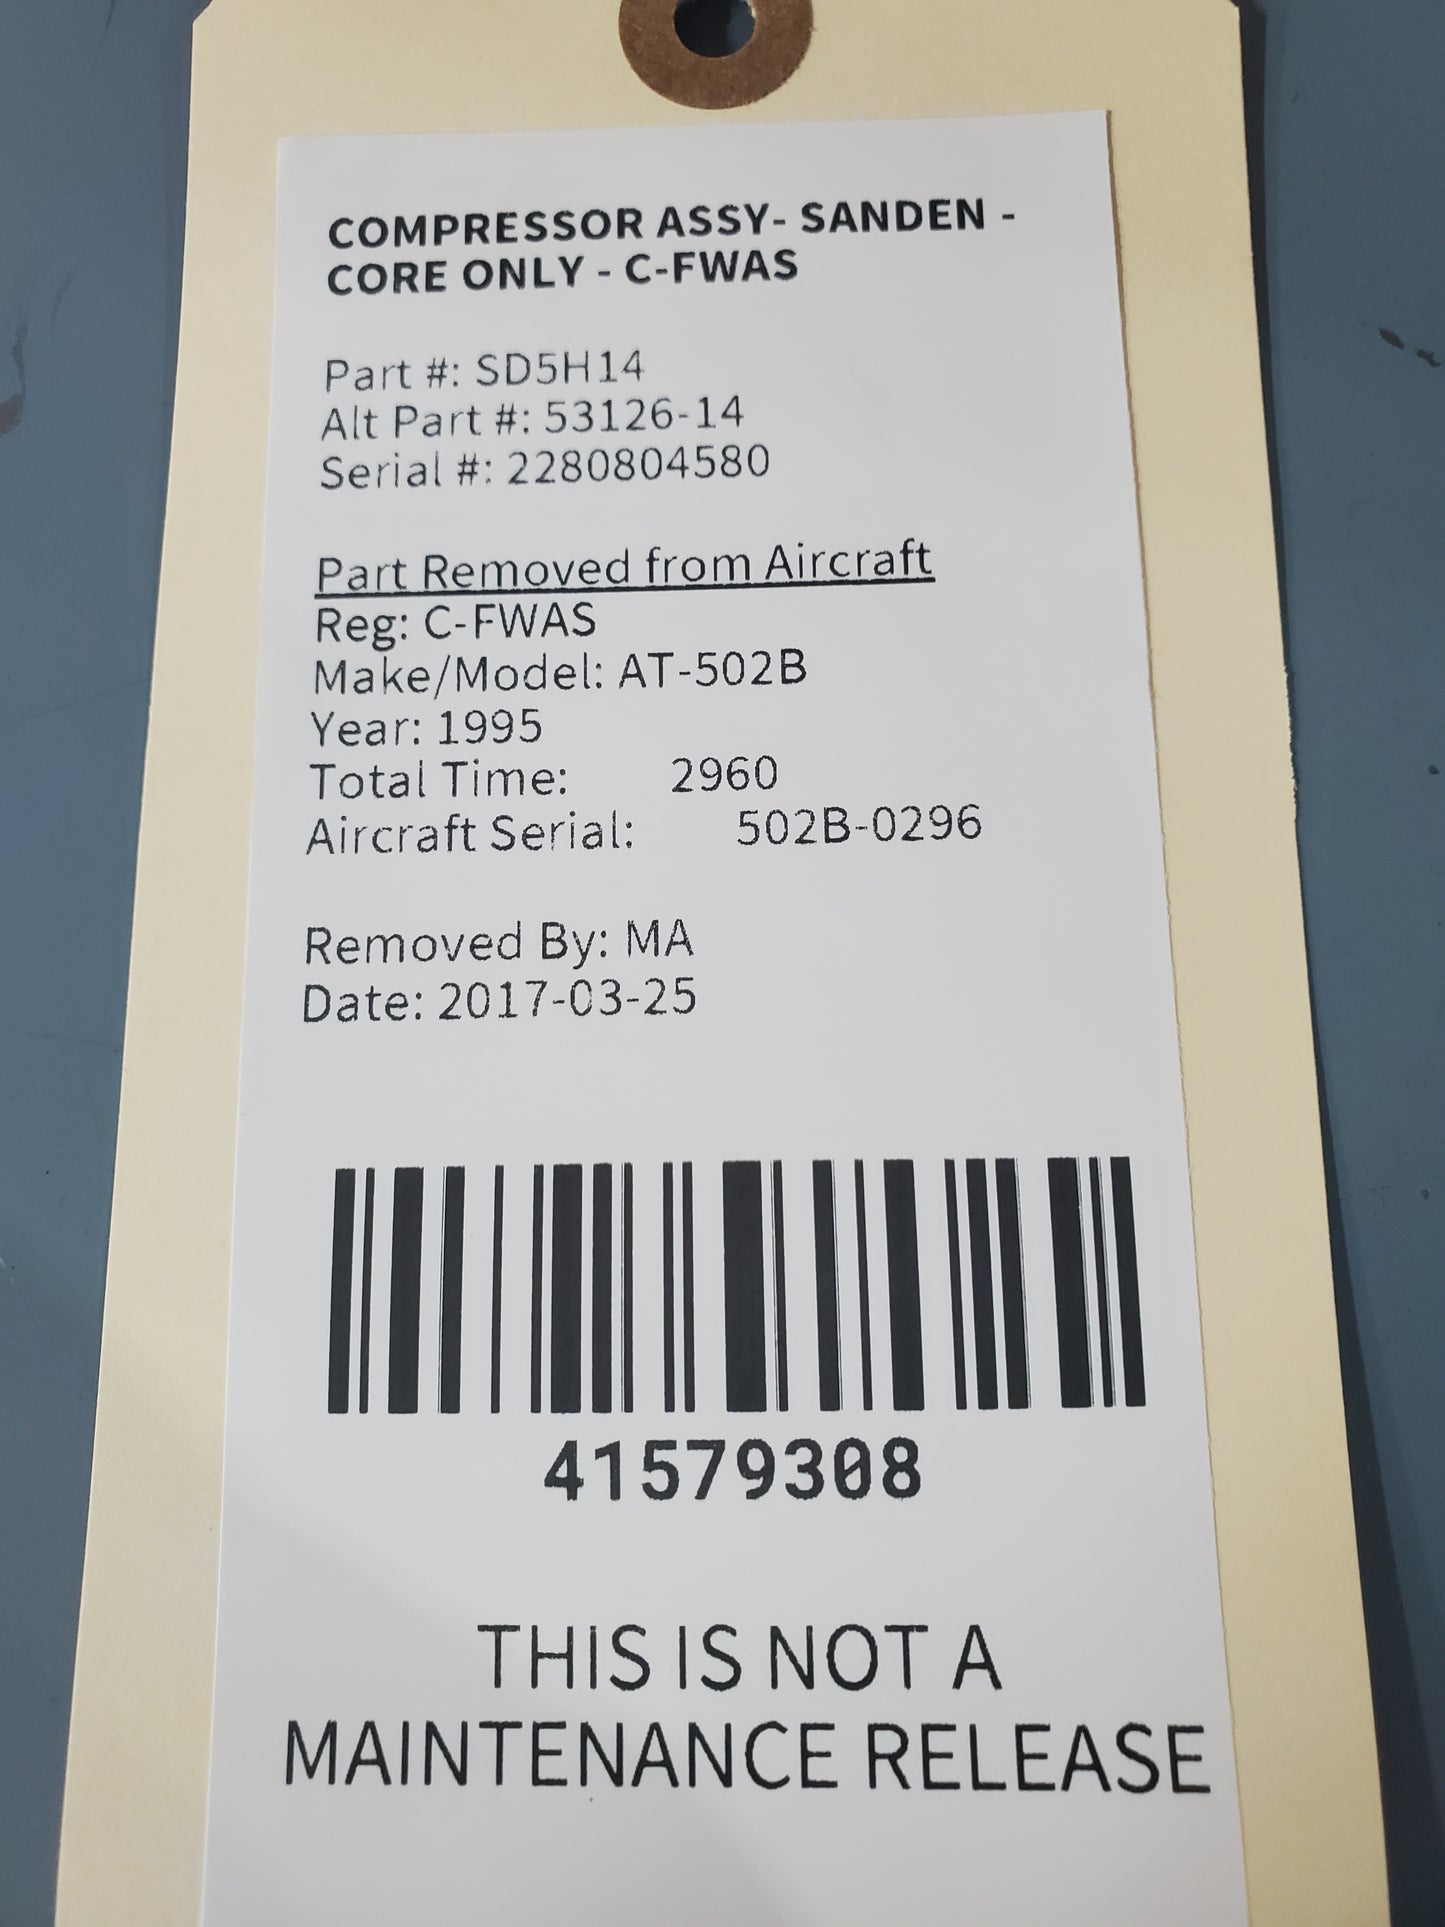 COMPRESSOR ASSY- SANDEN -
CORE ONLY - C-FWAS
Part #: SD5H14
Alt Part #: 53126-14
Serial #: 2280804580
Part Removed from Aircraft
Reg: C-FWAS
Make/Model: AT-502B
Year: 1995
Total Time: 2960
Aircraft Serial: 502B-0296
Removed By: MA
Date: 2017-03-25
41579308
THIS IS NOT A
MAINTENANCE RELEASE